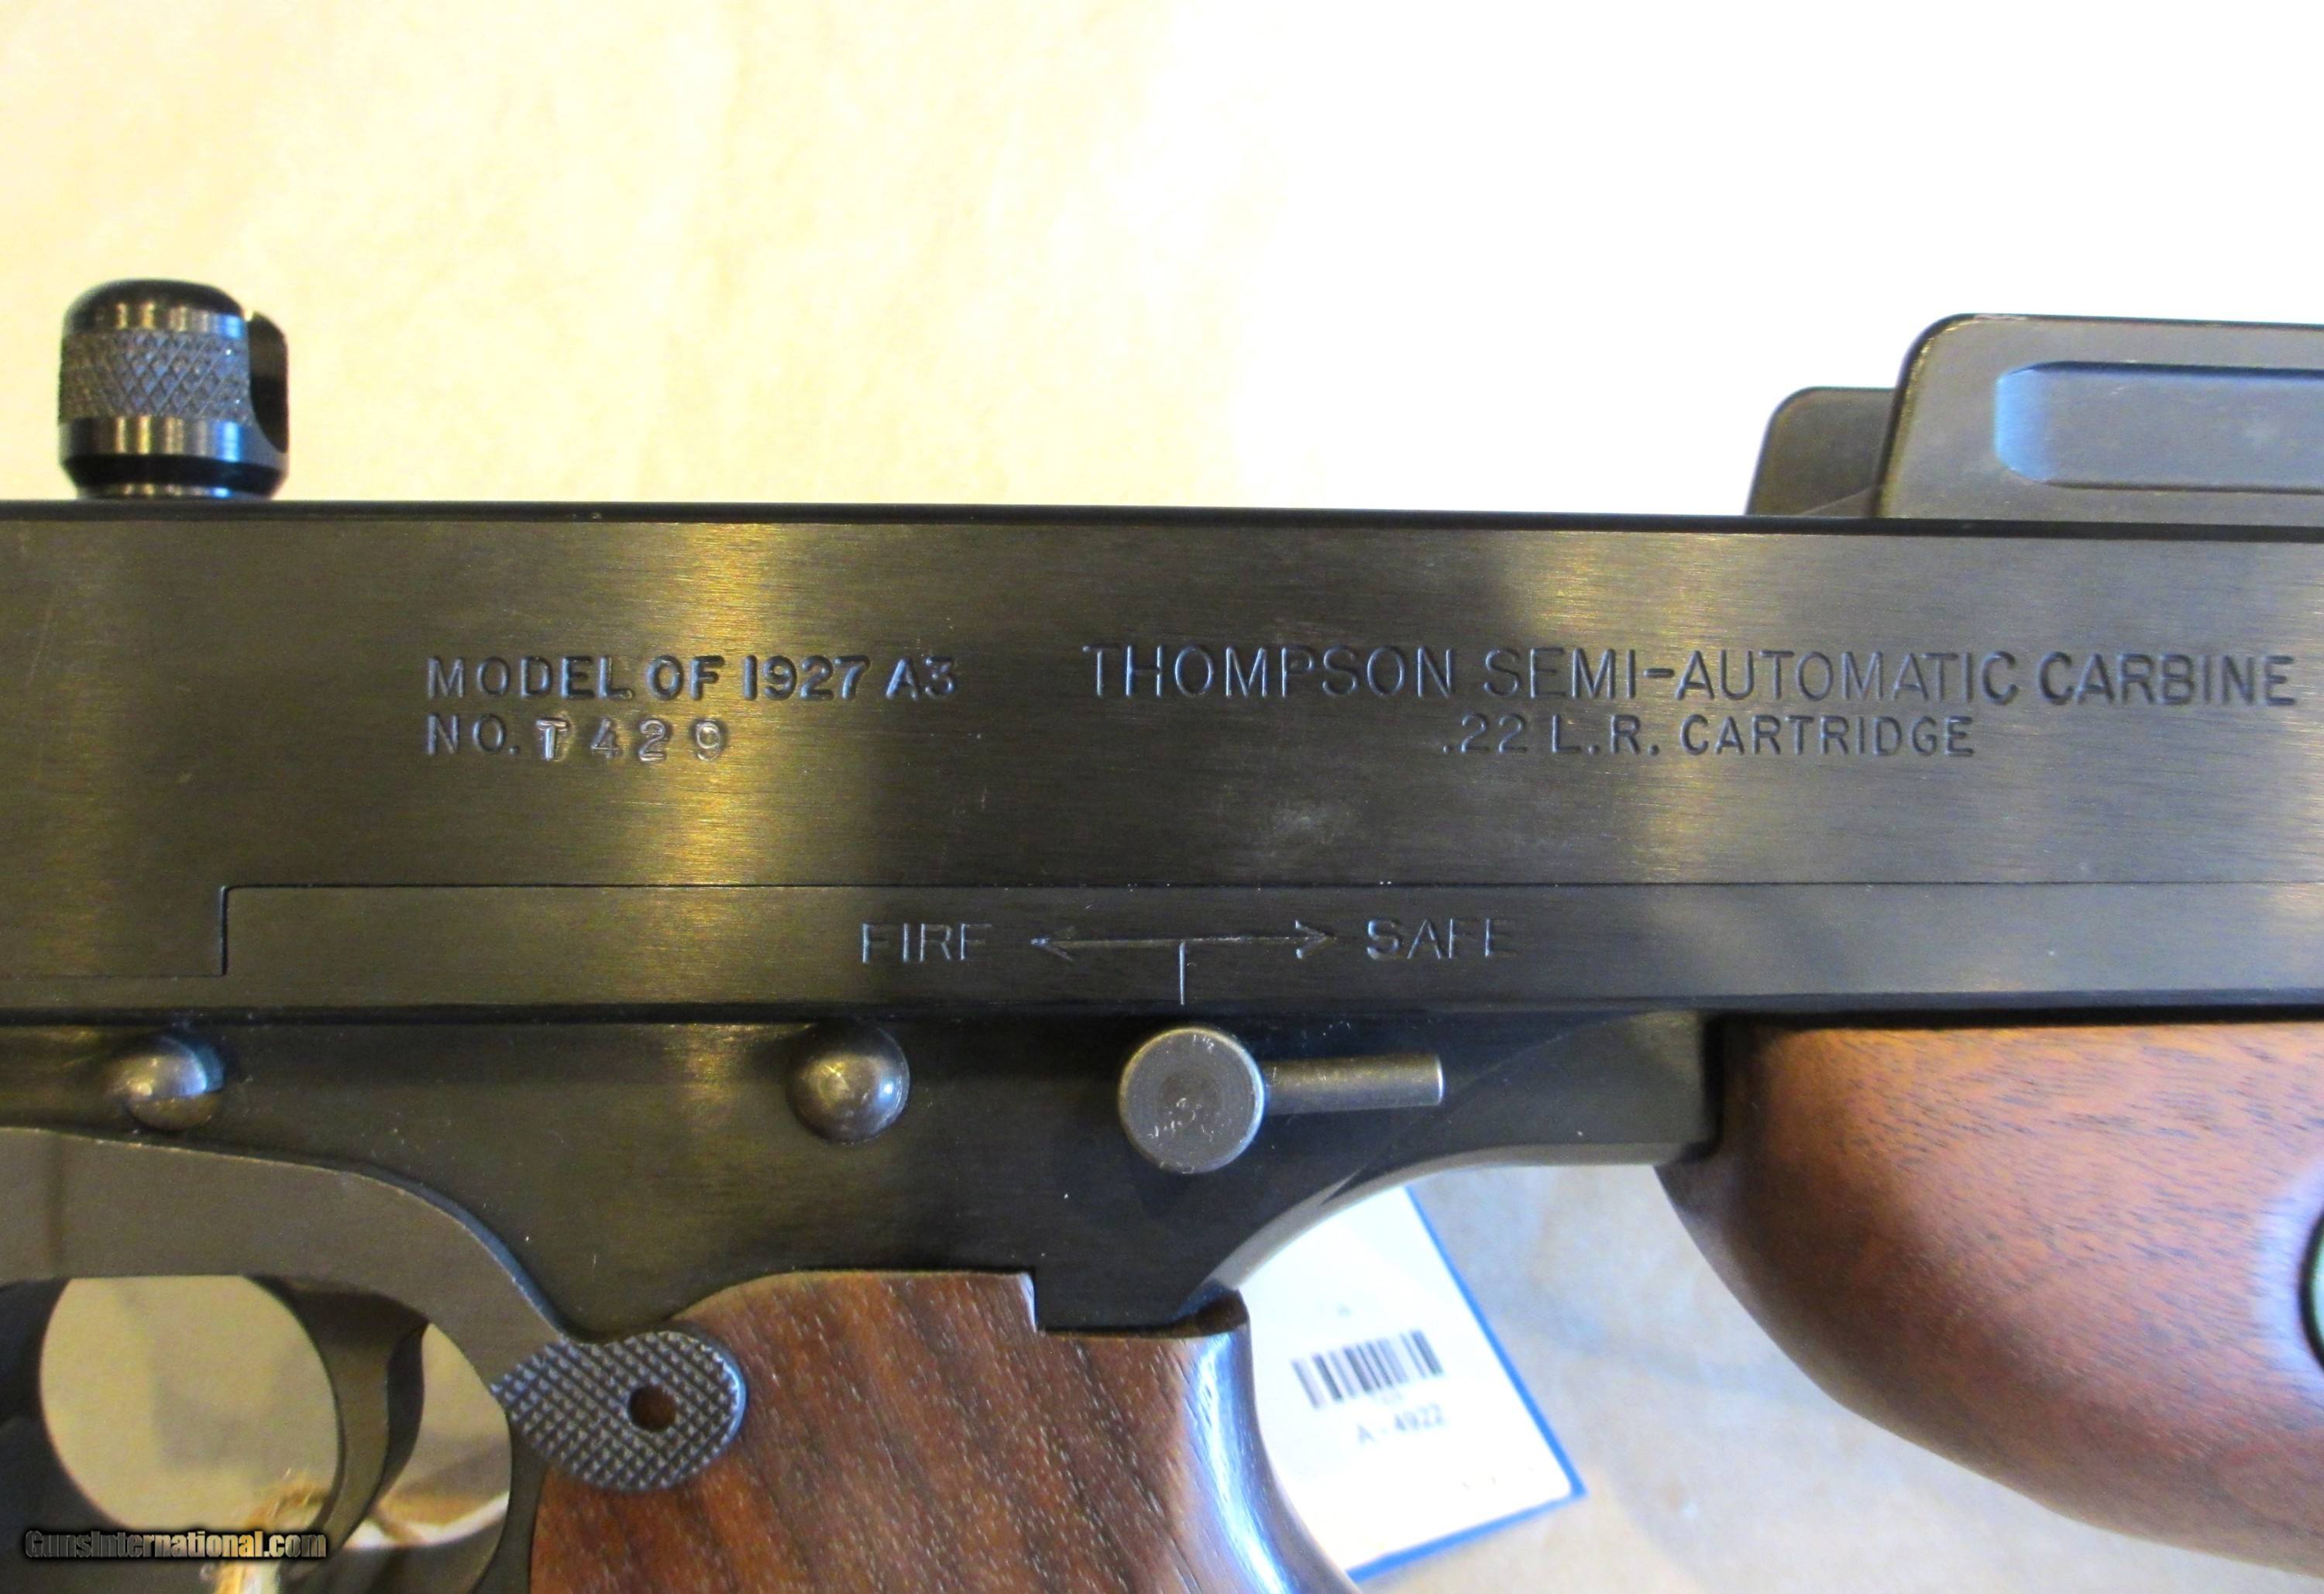 MODEL OF 1927 A3
NO. T429
THOMPSON SEMI-AUTOMATIC CARBINE
.22 L.R. CARTRIDGE
FIRE SAFE
A - 4922
GunsInternational.com